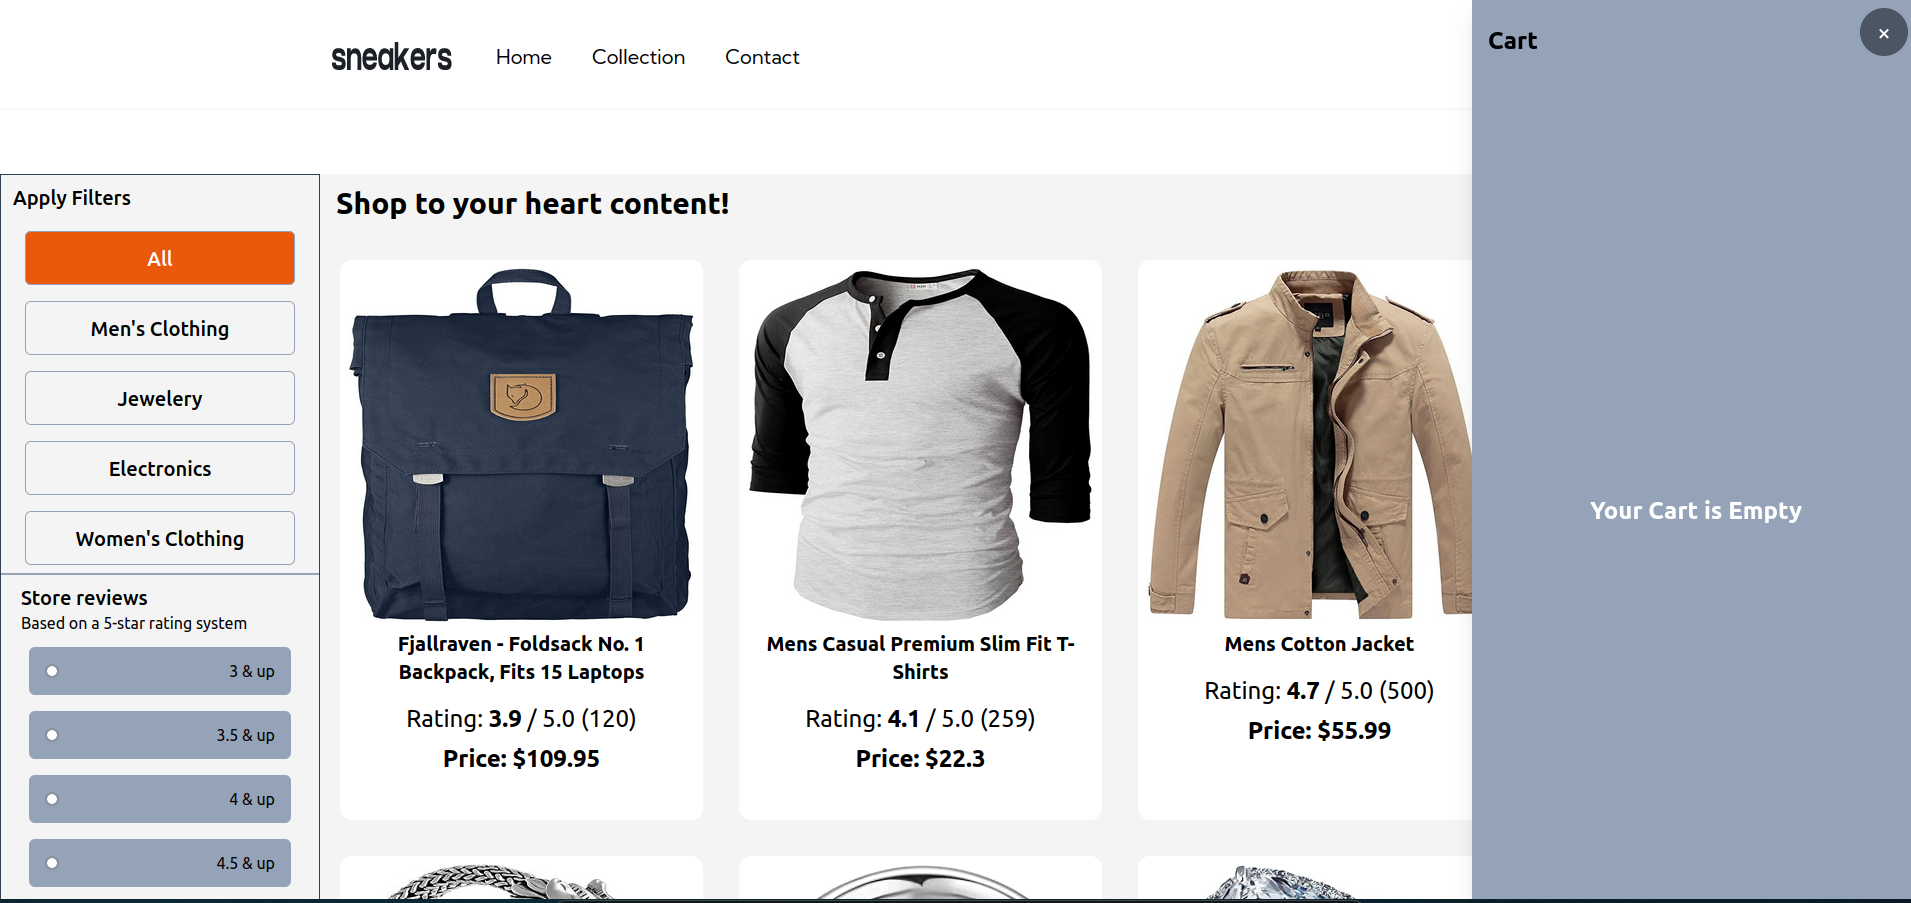 sneakers Home Collection Contact
Cart
×
Apply Filters
All
Men's Clothing
Jewelery
Electronics
Women's Clothing
Store reviews
Based on a 5-star rating system
3 & up
3.5 & up
4 & up
4.5 & up
Shop to your heart content!
Fjallraven - Foldsack No. 1
Backpack, Fits 15 Laptops
Rating: 3.9 / 5.0 (120)
Price: $109.95
Mens Casual Premium Slim Fit T-
Shirts
Rating: 4.1 / 5.0 (259)
Price: $22.3
Mens Cotton Jacket
Rating: 4.7 / 5.0 (500)
Price: $55.99
Your Cart is Empty